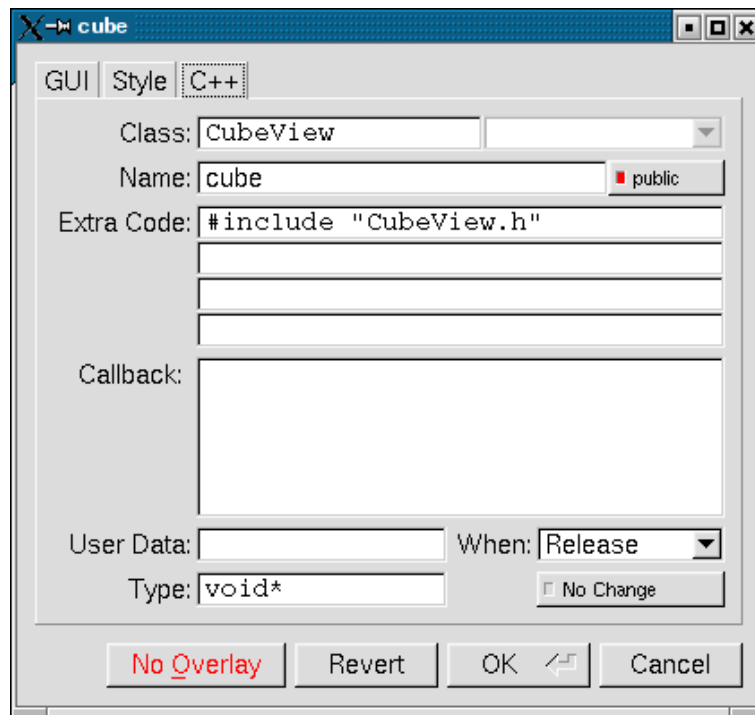 cube
GUI Style C++
Class: CubeView
Name: cube public
Extra Code: #include "CubeView.h"
Callback:
User Data: When: Release
Type: void* No Change
No Overlay Revert OK Cancel